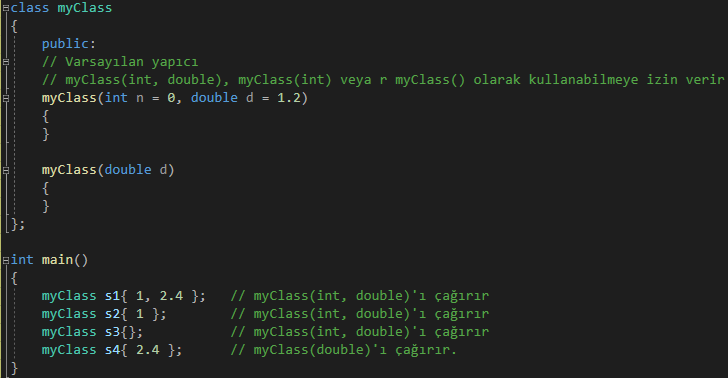 class myClass
{
    public:
    // Varsayılan yapıcı
    // myClass(int, double), myClass(int) veya r myClass() olarak kullanabilmeye izin verir
    myClass(int n = 0, double d = 1.2)
    {
    }

    myClass(double d)
    {
    }
};

int main()
{
    myClass s1{ 1, 2.4 };   // myClass(int, double)'ı çağırır
    myClass s2{ 1 };        // myClass(int, double)'ı çağırır
    myClass s3{};           // myClass(int, double)'ı çağırır
    myClass s4{ 2.4 };      // myClass(double)'ı çağırır.
}